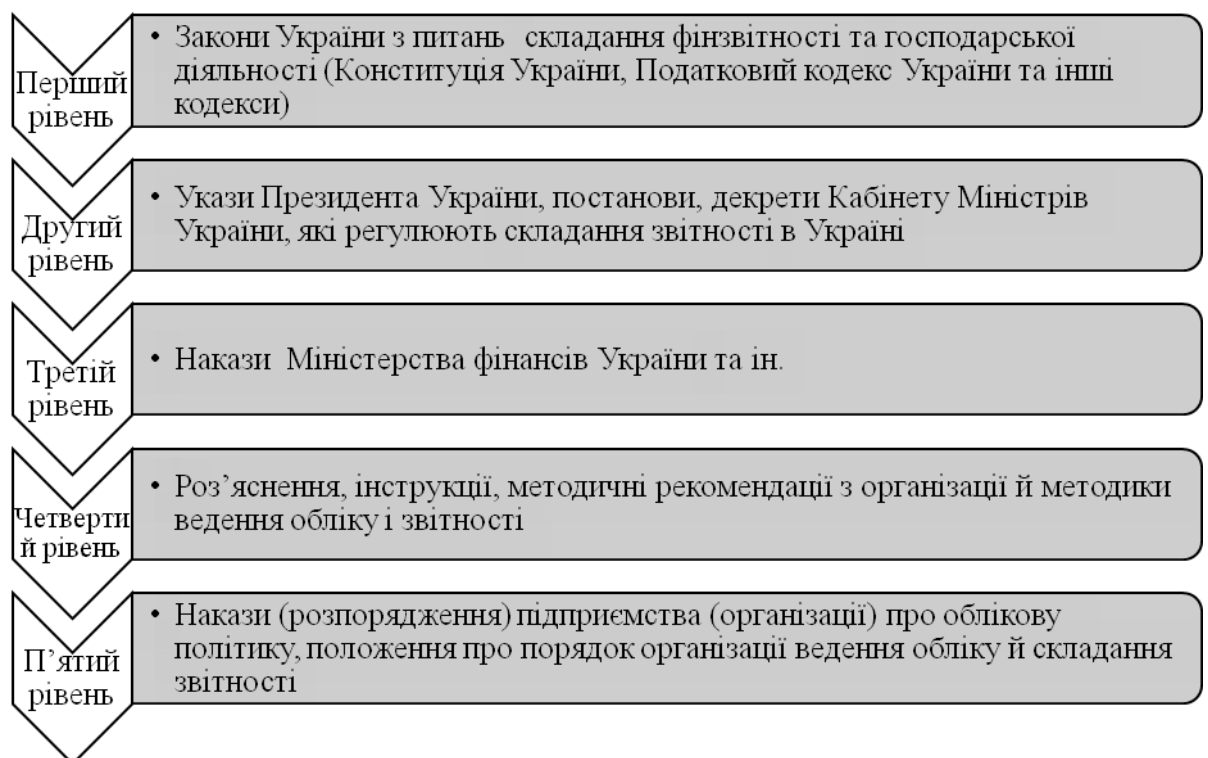 Перший
рівень
• Закони України з питань складання фінзвітності та господарської
діяльності (Конституція України, Податковий кодекс України та інші
кодекси)
Другий
рівень
• Укази Президента України, постанови, декрети Кабінету Міністрів
України, які регулюють складання звітності в Україні
Третій
рівень
• Накази Міністерства фінансів України та ін.
Четверти
й рівень
• Роз’яснення, інструкції, методичні рекомендації з організації й методики
ведення обліку і звітності
П’ятий
рівень
• Накази (розпорядження) підприємства (організації) про облікову
політику, положення про порядок організації ведення обліку й складання
звітності